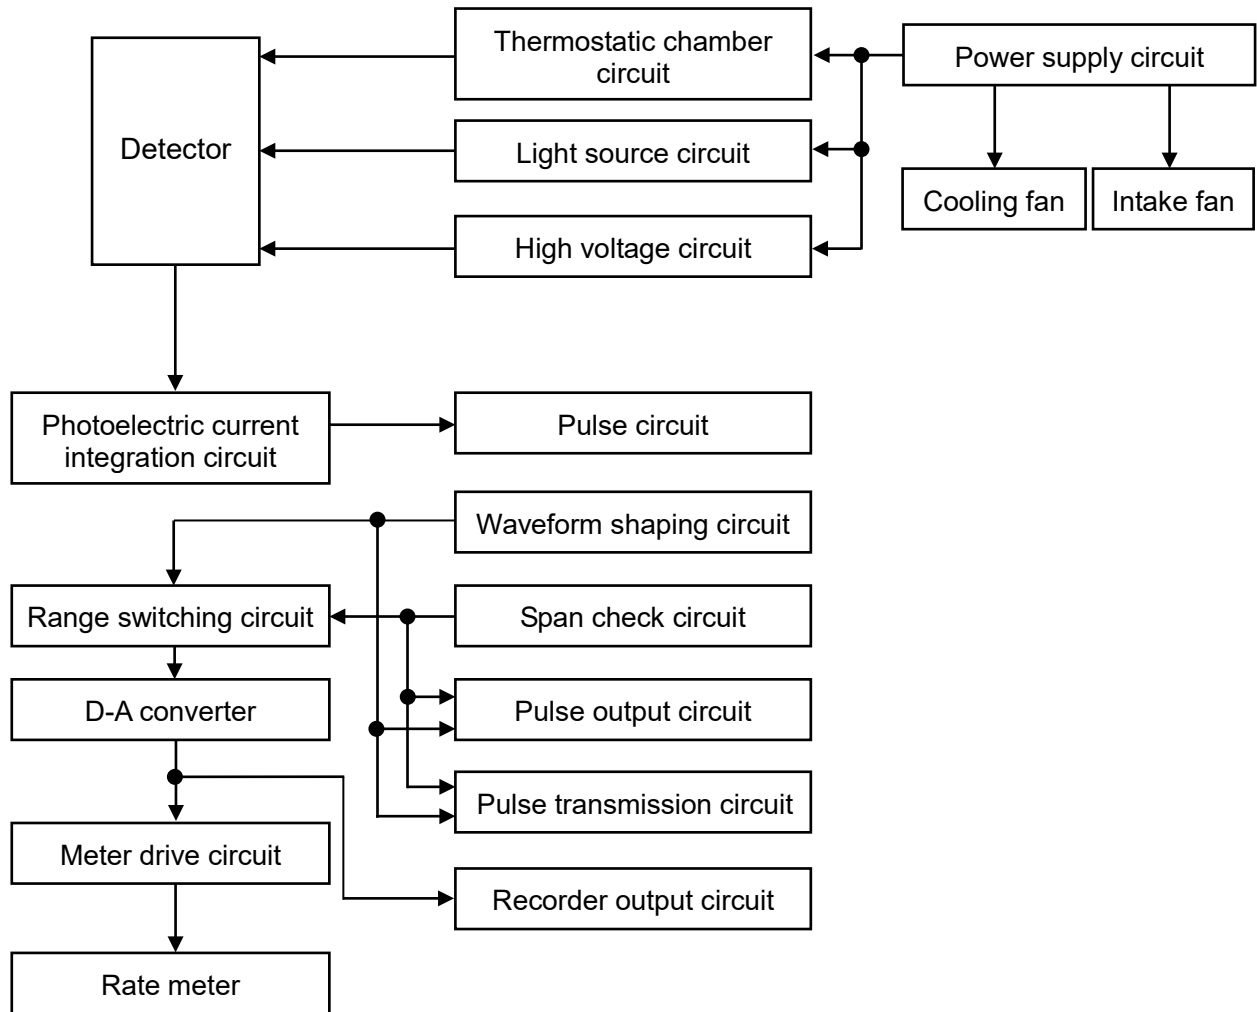 Thermostatic chamber
circuit
Power supply circuit
Detector
Light source circuit
Cooling fan
Intake fan
High voltage circuit
Photoelectric current
integration circuit
Pulse circuit
Waveform shaping circuit
Range switching circuit
Span check circuit
D-A converter
Pulse output circuit
Pulse transmission circuit
Meter drive circuit
Recorder output circuit
Rate meter